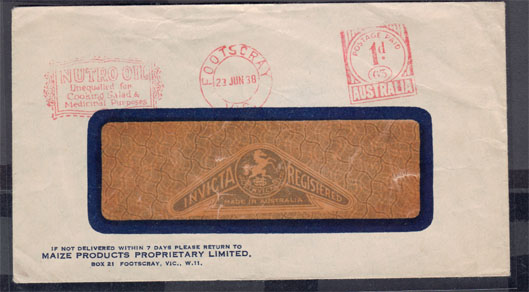 NUTRO OIL
Unequalled for
Cooking Salad &
Medicinal Purposes
FOOTSCRAY
23 JUN 38
VIC
POSTAGE PAID
1d
65
AUSTRALIA
INVICTA REGISTERED
MADE IN AUSTRALIA
IF NOT DELIVERED WITHIN 7 DAYS PLEASE RETURN TO
MAIZE PRODUCTS PROPRIETARY LIMITED,
BOX 21 FOOTSCRAY, VIC., W.11.